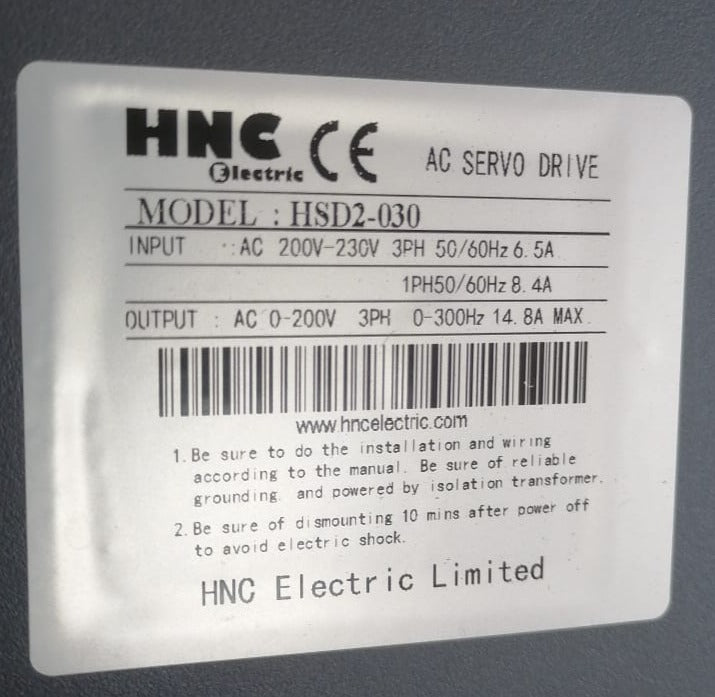 HNC
Electric
CE
AC SERVO DRIVE
MODEL : HSD2-030
INPUT : AC 200V-230V 3PH 50/60Hz 6.5A
1PH50/60Hz 8.4A
OUTPUT : AC 0-200V 3PH 0-300Hz 14.8A MAX.
www.hncelectric.com
1. Be sure to do the installation and wiring
according to the manual. Be sure of reliable
grounding. and powered by isolation transformer.
2. Be sure of dismounting 10 mins after power off
to avoid electric shock.
HNC Electric Limited